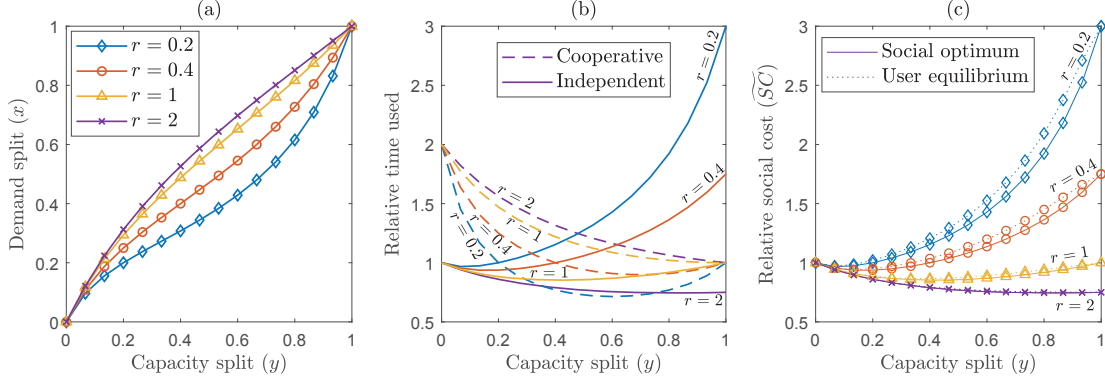 (a)
1
0.8
0.6
0.4
0.2
0
Demand split (x)
r = 0.2
r = 0.4
r = 1
r = 2
0 0.2 0.4 0.6 0.8 1
Capacity split (y)
(b)
3
2.5
2
1.5
1
0.5
Relative time used
Cooperative
Independent
r = 0.2
r = 0.4
r = 2
r = 1
r = 0.4
r = 0.2
r = 1
r = 2
0 0.2 0.4 0.6 0.8 1
Capacity split (y)
(c)
3
2.5
2
1.5
1
0.5
Relative social cost (S̃C̃)
Social optimum
User equilibrium
r = 0.2
r = 0.4
r = 1
r = 2
0 0.2 0.4 0.6 0.8 1
Capacity split (y)